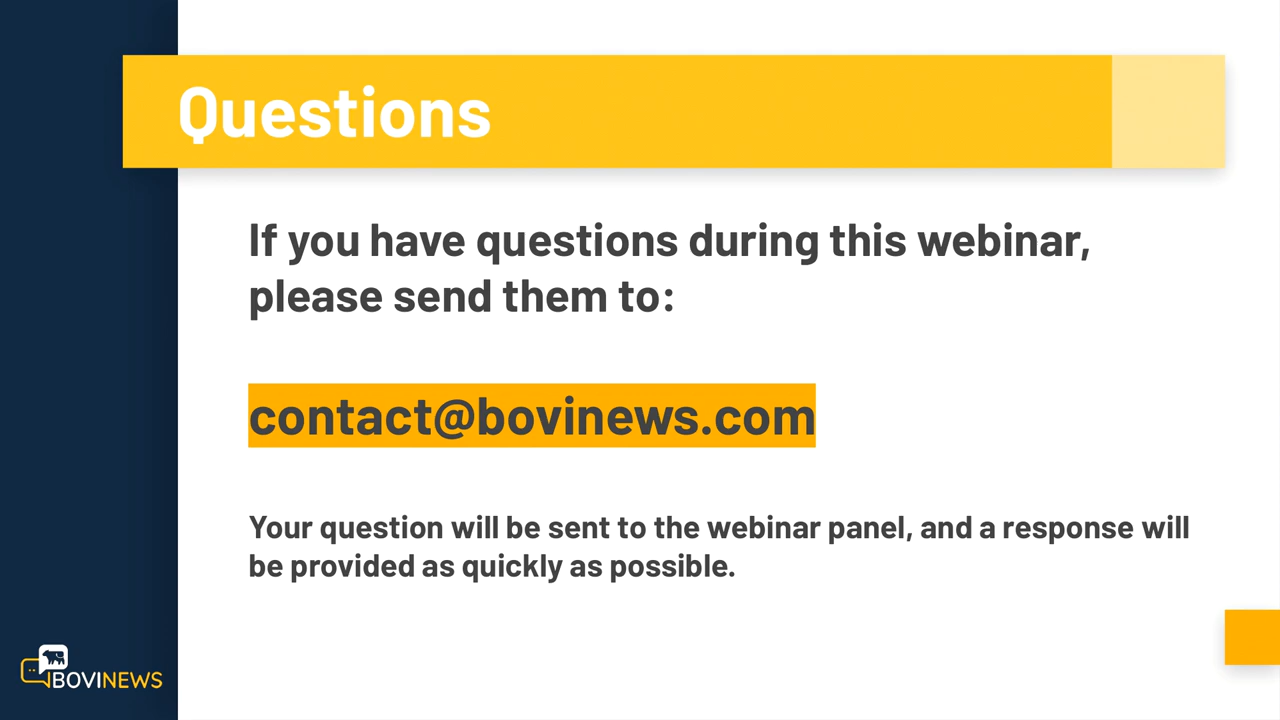 Questions
If you have questions during this webinar,
please send them to:
contact@bovinews.com
Your question will be sent to the webinar panel, and a response will
be provided as quickly as possible.
BOVINEWS